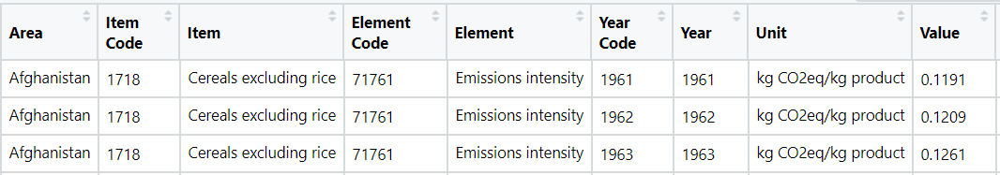 Area Item Code Item Element Code Element Year Code Year Unit Value
Afghanistan 1718 Cereals excluding rice 71761 Emissions intensity 1961 1961 kg CO2eq/kg product 0.1191
Afghanistan 1718 Cereals excluding rice 71761 Emissions intensity 1962 1962 kg CO2eq/kg product 0.1209
Afghanistan 1718 Cereals excluding rice 71761 Emissions intensity 1963 1963 kg CO2eq/kg product 0.1261